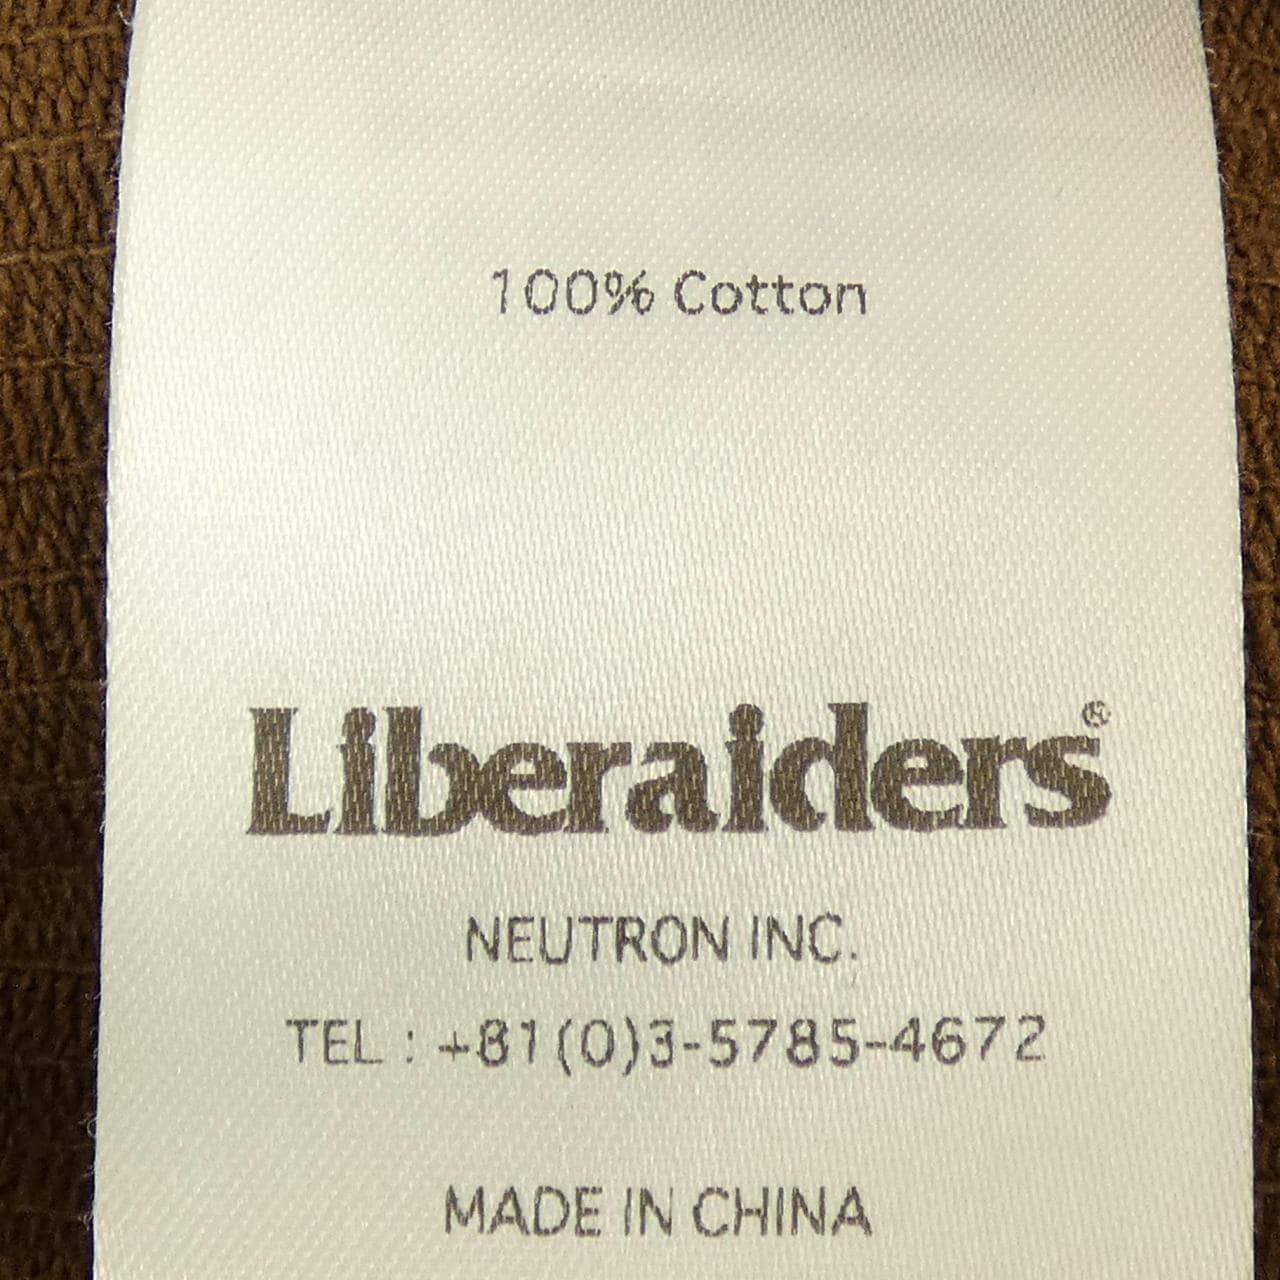 100% Cotton
Liberaiders®
NEUTRON INC.
TEL : +81(0)3-5785-4672
MADE IN CHINA